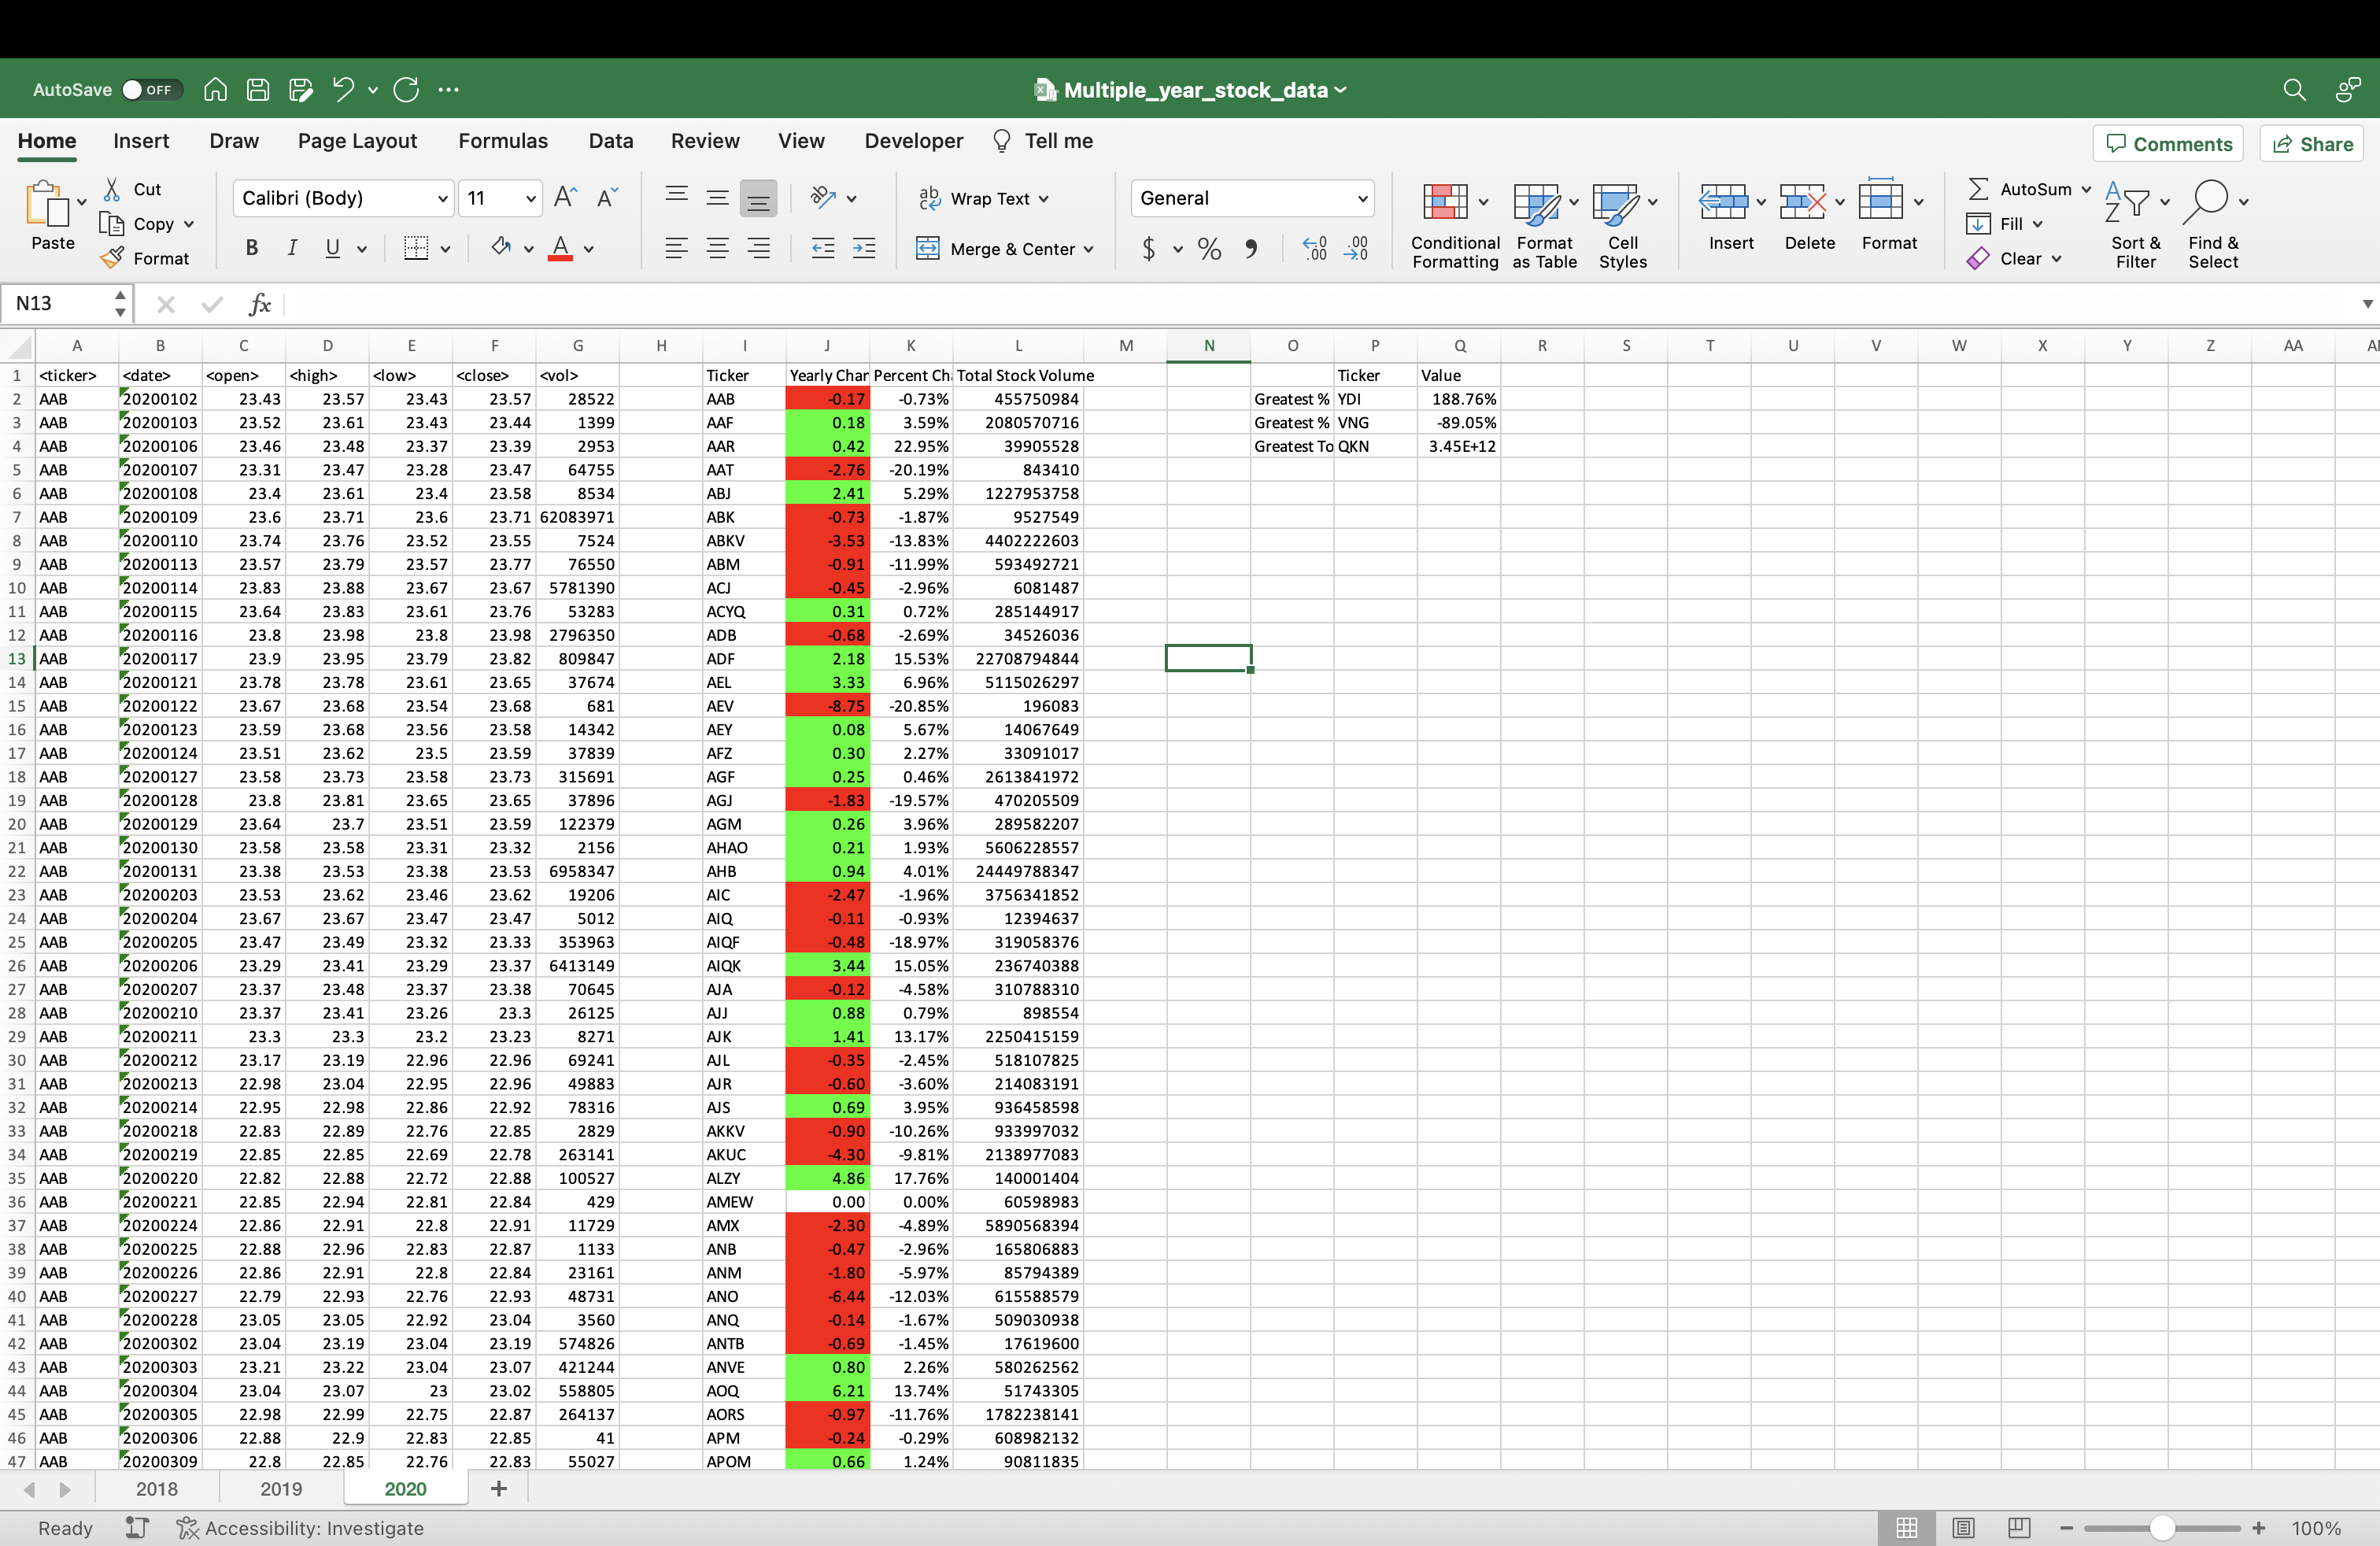 AutoSave OFF Multiple_year_stock_data
Home Insert Draw Page Layout Formulas Data Review View Developer Tell me Comments Share
Paste Cut Copy Format Calibri (Body) 11 B I U A Wrap Text Merge & Center General $ % Conditional Formatting Format as Table Cell Styles Insert Delete Format AutoSum Fill Clear Sort & Filter Find & Select
N13 fx
A B C D E F G H I J K L M N O P Q R S T U V W X Y Z AA
1 <ticker> <date> <open> <high> <low> <close> <vol> Ticker Yearly Char Percent Ch Total Stock Volume Ticker Value
2 AAB 20200102 23.43 23.57 23.43 23.57 28522 AAB -0.17 -0.73% 455750984 Greatest % YDI 188.76%
3 AAB 20200103 23.52 23.61 23.43 23.44 1399 AAF 0.18 3.59% 2080570716 Greatest % VNG -89.05%
4 AAB 20200106 23.46 23.48 23.37 23.39 2953 AAR 0.42 22.95% 39905528 Greatest To QKN 3.45E+12
5 AAB 20200107 23.31 23.47 23.28 23.47 64755 AAT -2.76 -20.19% 843410
6 AAB 20200108 23.4 23.61 23.4 23.58 8534 ABJ 2.41 5.29% 1227953758
7 AAB 20200109 23.6 23.71 23.6 23.71 62083971 ABK -0.73 -1.87% 9527549
8 AAB 20200110 23.74 23.76 23.52 23.55 7524 ABKV -3.53 -13.83% 4402222603
9 AAB 20200113 23.57 23.79 23.57 23.77 76550 ABM -0.91 -11.99% 593492721
10 AAB 20200114 23.83 23.88 23.67 23.67 5781390 ACJ -0.45 -2.96% 6081487
11 AAB 20200115 23.64 23.83 23.61 23.76 53283 ACYQ 0.31 0.72% 285144917
12 AAB 20200116 23.8 23.98 23.8 23.98 2796350 ADB -0.68 -2.69% 34526036
13 AAB 20200117 23.9 23.95 23.79 23.82 809847 ADF 2.18 15.53% 22708794844
14 AAB 20200121 23.78 23.78 23.61 23.65 37674 AEL 3.33 6.96% 5115026297
15 AAB 20200122 23.67 23.68 23.54 23.68 681 AEV -8.75 -20.85% 196083
16 AAB 20200123 23.59 23.68 23.56 23.58 14342 AEY 0.08 5.67% 14067649
17 AAB 20200124 23.51 23.62 23.5 23.59 37839 AFZ 0.30 2.27% 33091017
18 AAB 20200127 23.58 23.73 23.58 23.73 315691 AGF 0.25 0.46% 2613841972
19 AAB 20200128 23.8 23.81 23.65 23.65 37896 AGJ -1.83 -19.57% 470205509
20 AAB 20200129 23.64 23.7 23.51 23.59 122379 AGM 0.26 3.96% 289582207
21 AAB 20200130 23.58 23.58 23.31 23.32 2156 AHAO 0.21 1.93% 5606228557
22 AAB 20200131 23.38 23.53 23.38 23.53 6958347 AHB 0.94 4.01% 24449788347
23 AAB 20200203 23.53 23.62 23.46 23.62 19206 AIC -2.47 -1.96% 3756341852
24 AAB 20200204 23.67 23.67 23.47 23.47 5012 AIQ -0.11 -0.93% 12394637
25 AAB 20200205 23.47 23.49 23.32 23.33 353963 AIQF -0.48 -18.97% 319058376
26 AAB 20200206 23.29 23.41 23.29 23.37 6413149 AIQK 3.44 15.05% 236740388
27 AAB 20200207 23.37 23.48 23.37 23.38 70645 AJA -0.12 -4.58% 310788310
28 AAB 20200210 23.37 23.41 23.26 23.3 26125 AJJ 0.88 0.79% 898554
29 AAB 20200211 23.3 23.3 23.2 23.23 8271 AJK 1.41 13.17% 2250415159
30 AAB 20200212 23.17 23.19 22.96 22.96 69241 AJL -0.35 -2.45% 518107825
31 AAB 20200213 22.98 23.04 22.95 22.96 49883 AJR -0.60 -3.60% 214083191
32 AAB 20200214 22.95 22.98 22.86 22.92 78316 AJS 0.69 3.95% 936458598
33 AAB 20200218 22.83 22.89 22.76 22.85 2829 AKKV -0.90 -10.26% 933997032
34 AAB 20200219 22.85 22.85 22.69 22.78 263141 AKUC -4.30 -9.81% 2138977083
35 AAB 20200220 22.82 22.88 22.72 22.88 100527 ALZY 4.86 17.76% 140001404
36 AAB 20200221 22.85 22.94 22.81 22.84 429 AMEW 0.00 0.00% 60598983
37 AAB 20200224 22.86 22.91 22.8 22.91 11729 AMX -2.30 -4.89% 5890568394
38 AAB 20200225 22.88 22.96 22.83 22.87 1133 ANB -0.47 -2.96% 165806883
39 AAB 20200226 22.86 22.91 22.8 22.84 23161 ANM -1.80 -5.97% 85794389
40 AAB 20200227 22.79 22.93 22.76 22.93 48731 ANO -6.44 -12.03% 615588579
41 AAB 20200228 23.05 23.05 22.92 23.04 3560 ANQ -0.14 -1.67% 509030938
42 AAB 20200302 23.04 23.19 23.04 23.19 574826 ANTB -0.69 -1.45% 17619600
43 AAB 20200303 23.21 23.22 23.04 23.07 421244 ANVE 0.80 2.26% 580262562
44 AAB 20200304 23.04 23.07 23 23.02 558805 AOQ 6.21 13.74% 51743305
45 AAB 20200305 22.98 22.99 22.75 22.87 264137 AORS -0.97 -11.76% 1782238141
46 AAB 20200306 22.88 22.9 22.83 22.85 41 APM -0.24 -0.29% 608982132
47 AAB 20200309 22.8 22.85 22.76 22.83 55027 APOM 0.66 1.24% 90811835
2018 2019 2020 +
Ready Accessibility: Investigate 100%